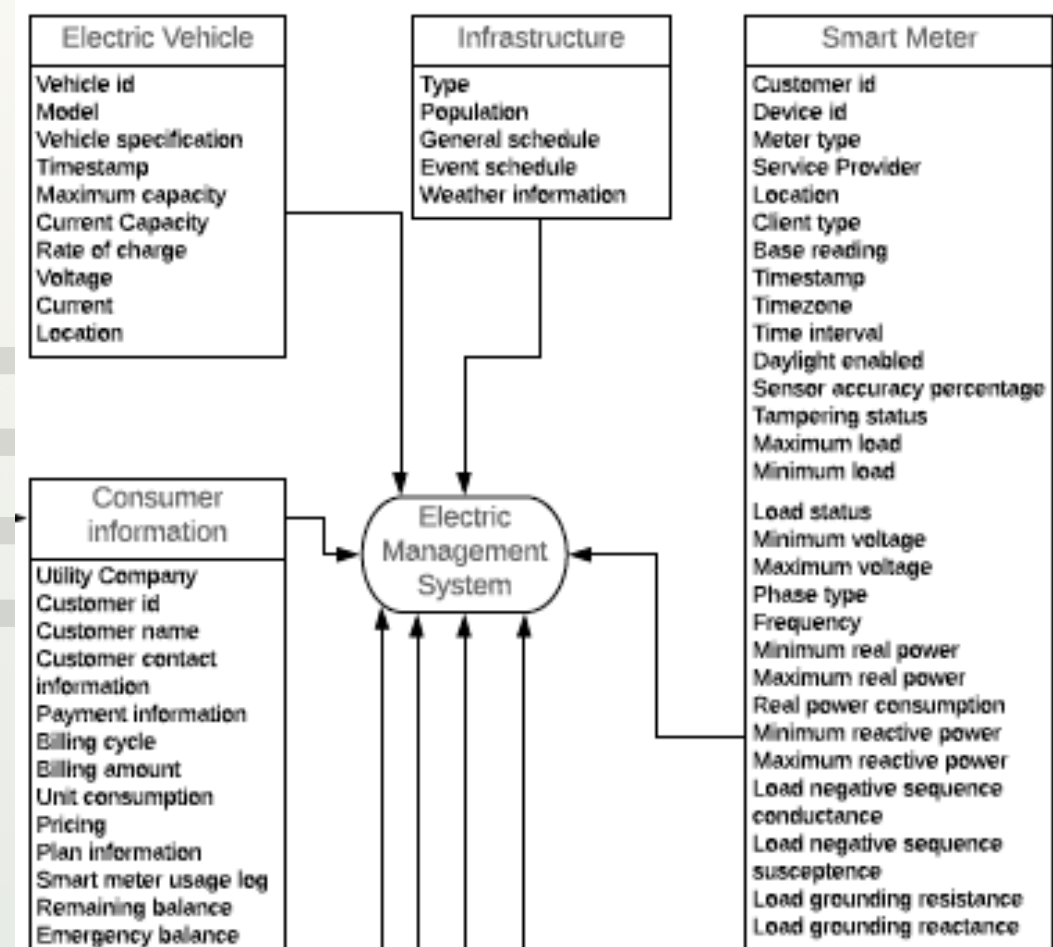 Electric Vehicle
Vehicle id
Model
Vehicle specification
Timestamp
Maximum capacity
Current Capacity
Rate of charge
Voltage
Current
Location
Infrastructure
Type
Population
General schedule
Event schedule
Weather information
Smart Meter
Customer id
Device id
Meter type
Service Provider
Location
Client type
Base reading
Timestamp
Timezone
Time interval
Daylight enabled
Sensor accuracy percentage
Tampering status
Maximum load
Minimum load
Load status
Minimum voltage
Maximum voltage
Phase type
Frequency
Minimum real power
Maximum real power
Real power consumption
Minimum reactive power
Maximum reactive power
Load negative sequence
conductance
Load negative sequence
susceptence
Load grounding resistance
Load grounding reactance
Consumer
information
Utility Company
Customer id
Customer name
Customer contact
information
Payment information
Billing cycle
Billing amount
Unit consumption
Pricing
Plan information
Smart meter usage log
Remaining balance
Emergency balance
Electric
Management
System